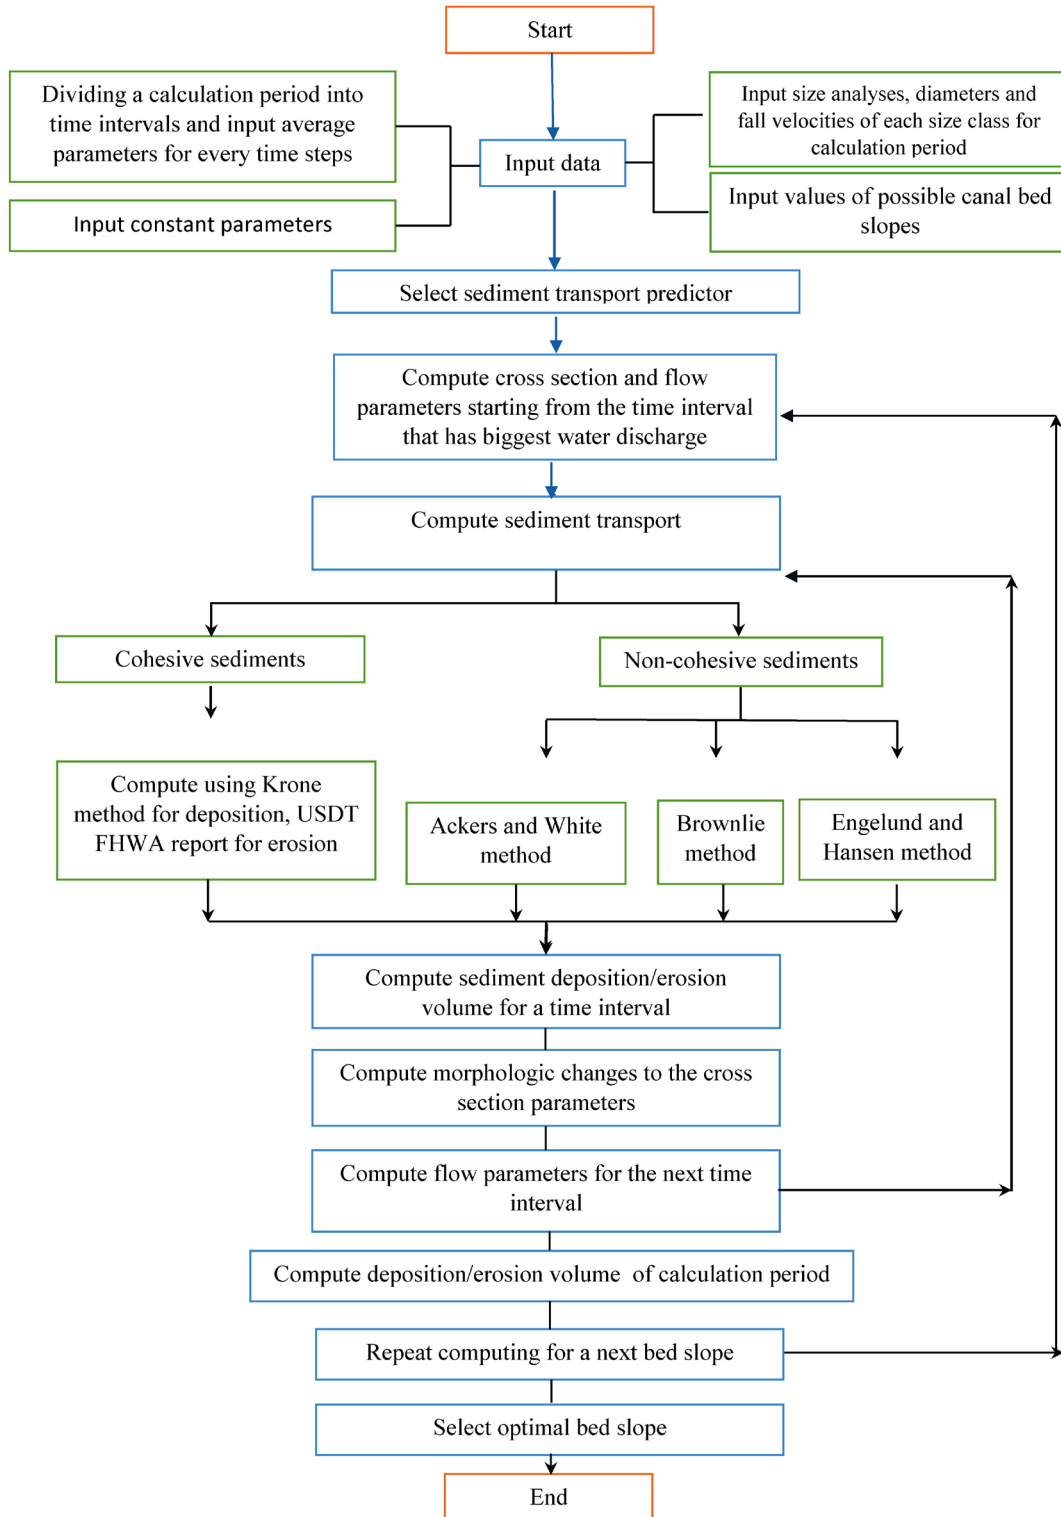 Start
Dividing a calculation period into
time intervals and input average
parameters for every time steps
Input constant parameters
Input data
Input size analyses, diameters and
fall velocities of each size class for
calculation period
Input values of possible canal bed
slopes
Select sediment transport predictor
Compute cross section and flow
parameters starting from the time interval
that has biggest water discharge
Compute sediment transport
Cohesive sediments
Non-cohesive sediments
Compute using Krone
method for deposition, USDT
FHWA report for erosion
Ackers and White
method
Brownlie
method
Engelund and
Hansen method
Compute sediment deposition/erosion
volume for a time interval
Compute morphologic changes to the cross
section parameters
Compute flow parameters for the next time
interval
Compute deposition/erosion volume of calculation period
Repeat computing for a next bed slope
Select optimal bed slope
End